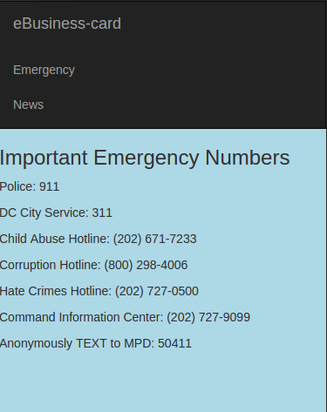 eBusiness-card
Emergency
News
Important Emergency Numbers
Police: 911
DC City Service: 311
Child Abuse Hotline: (202) 671-7233
Corruption Hotline: (800) 298-4006
Hate Crimes Hotline: (202) 727-0500
Command Information Center: (202) 727-9099
Anonymously TEXT to MPD: 50411